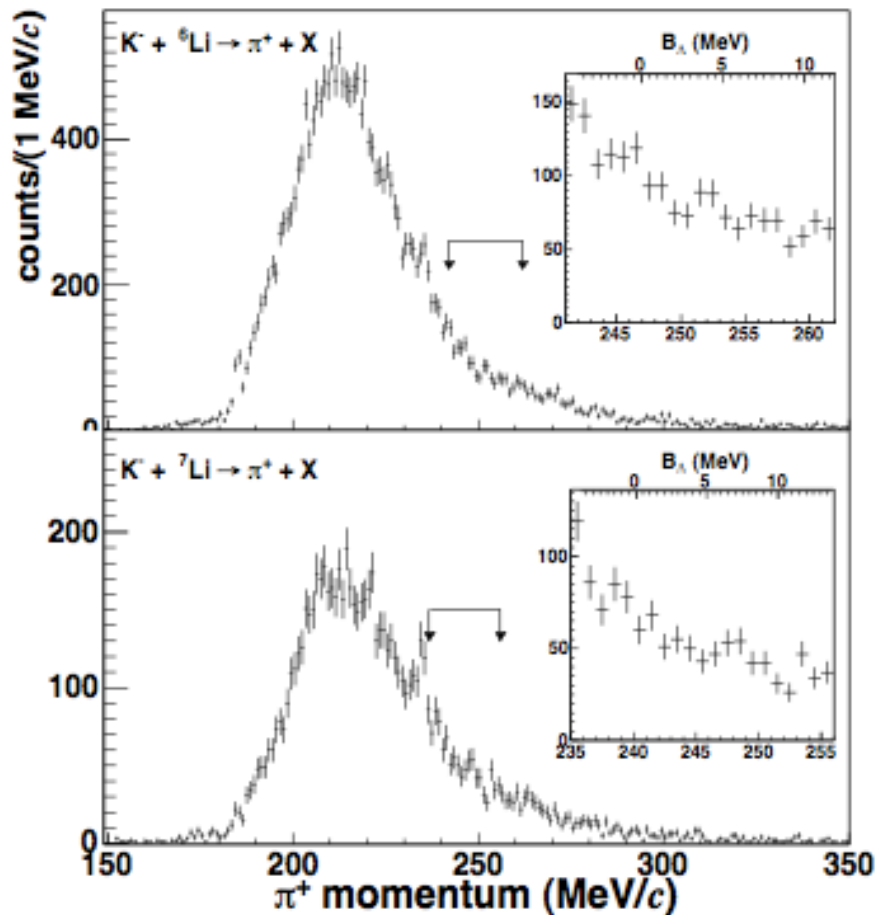 counts/(1 MeV/c)
K⁻ + ⁶Li → π⁺ + X
400
200
0
B_Λ (MeV)
0 5 10
150
100
50
0
245 250 255 260
K⁻ + ⁷Li → π⁺ + X
200
100
0
B_Λ (MeV)
0 5 10
100
50
0
235 240 245 250 255
150 200 250 300 350
π⁺ momentum (MeV/c)